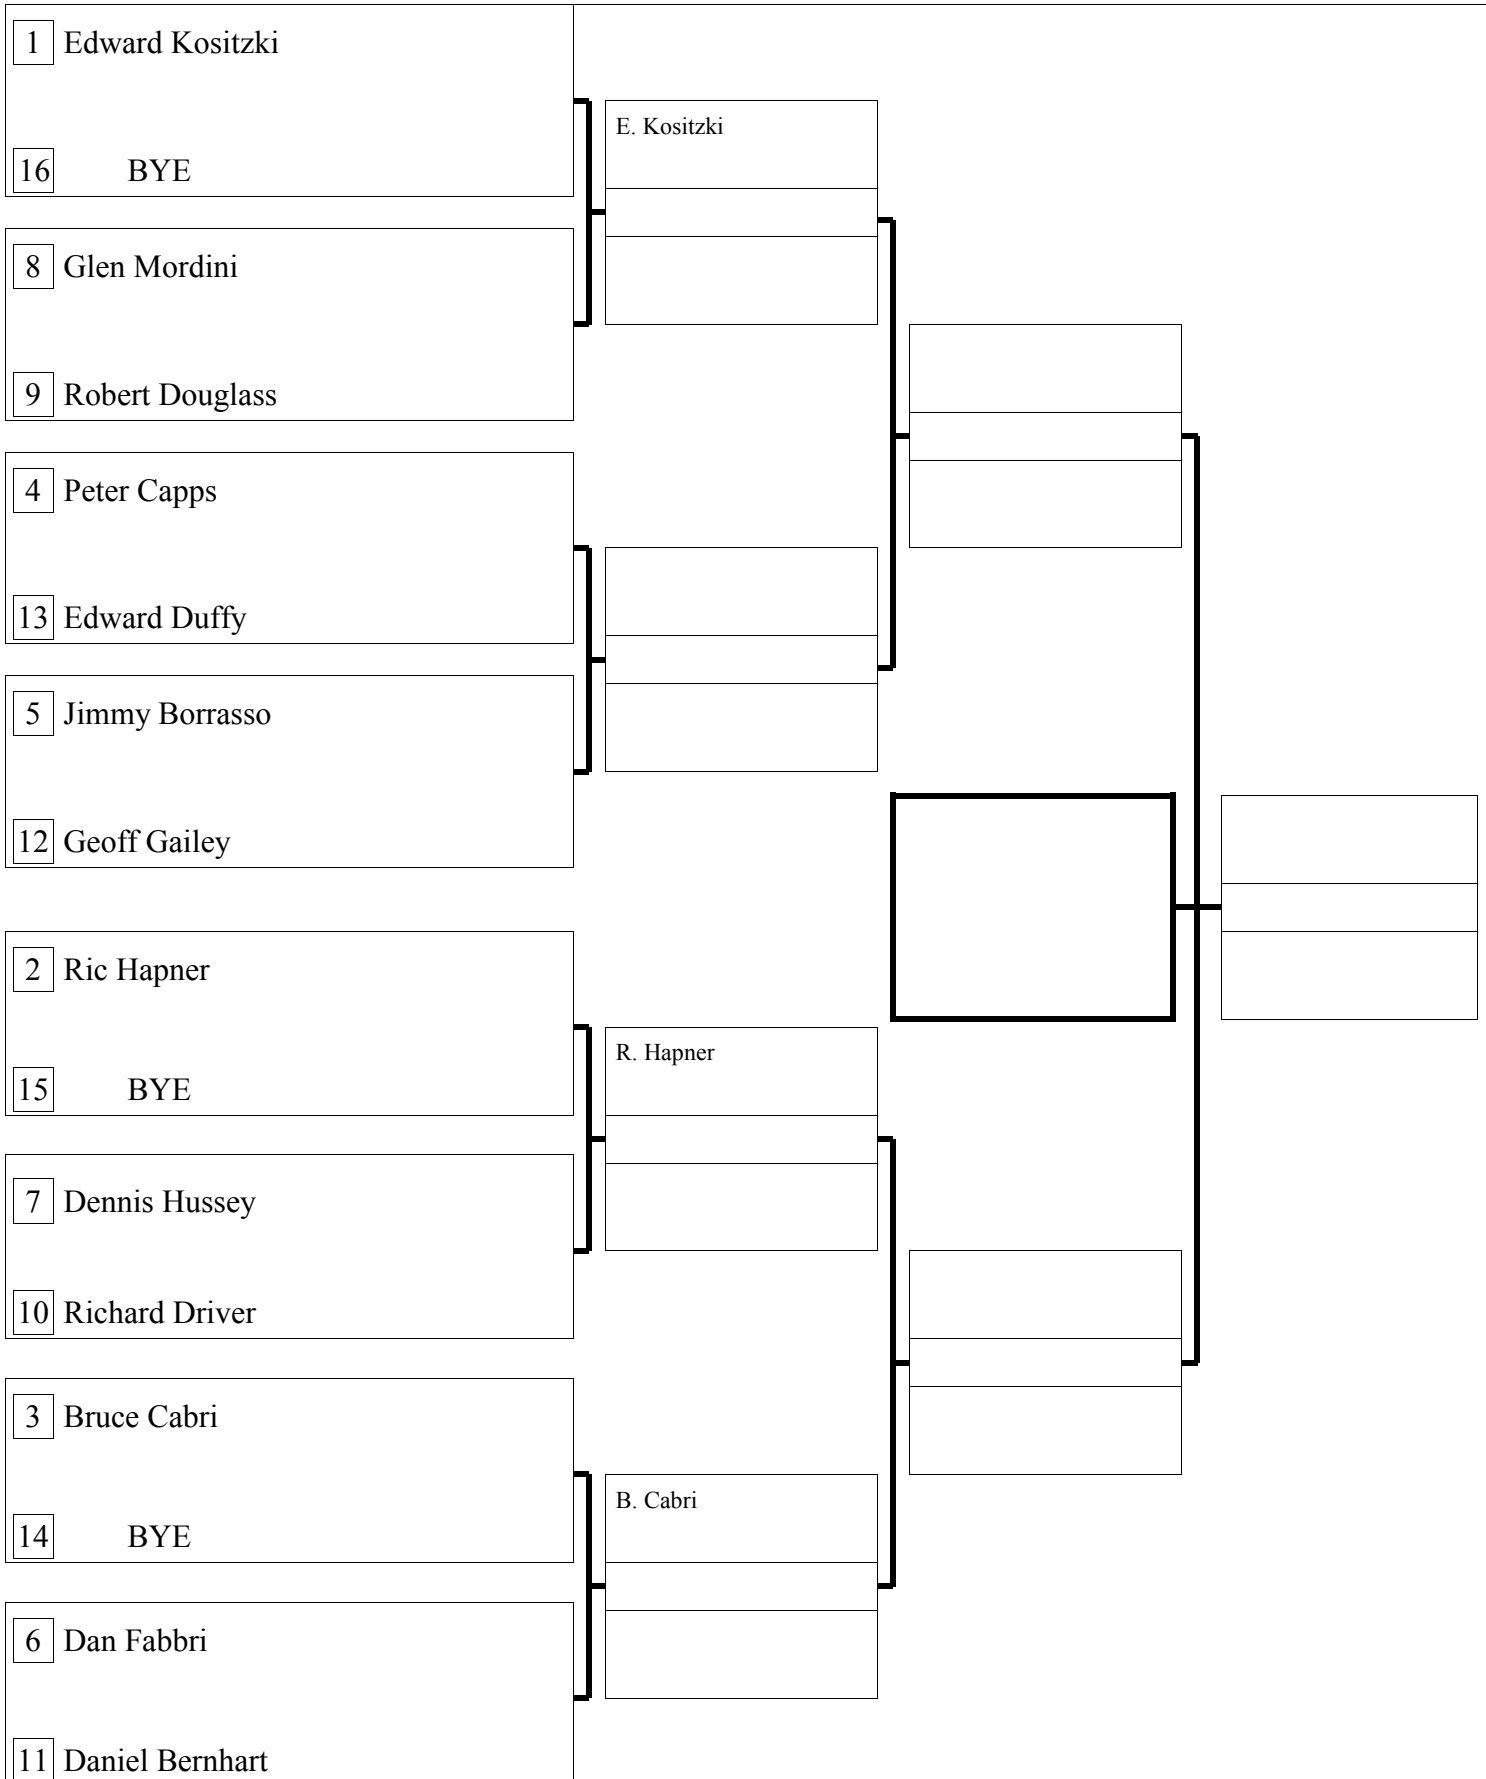 1 Edward Kositzki
E. Kositzki
16 BYE
8 Glen Mordini
9 Robert Douglass
4 Peter Capps
13 Edward Duffy
5 Jimmy Borrasso
12 Geoff Gailey
2 Ric Hapner
R. Hapner
15 BYE
7 Dennis Hussey
10 Richard Driver
3 Bruce Cabri
B. Cabri
14 BYE
6 Dan Fabbri
11 Daniel Bernhart